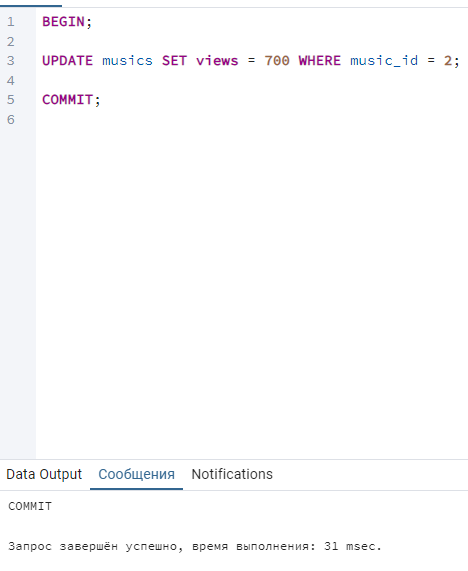 1 BEGIN;
2
3 UPDATE musics SET views = 700 WHERE music_id = 2;
4
5 COMMIT;
6
Data Output Сообщения Notifications
COMMIT
Запрос завершён успешно, время выполнения: 31 msec.